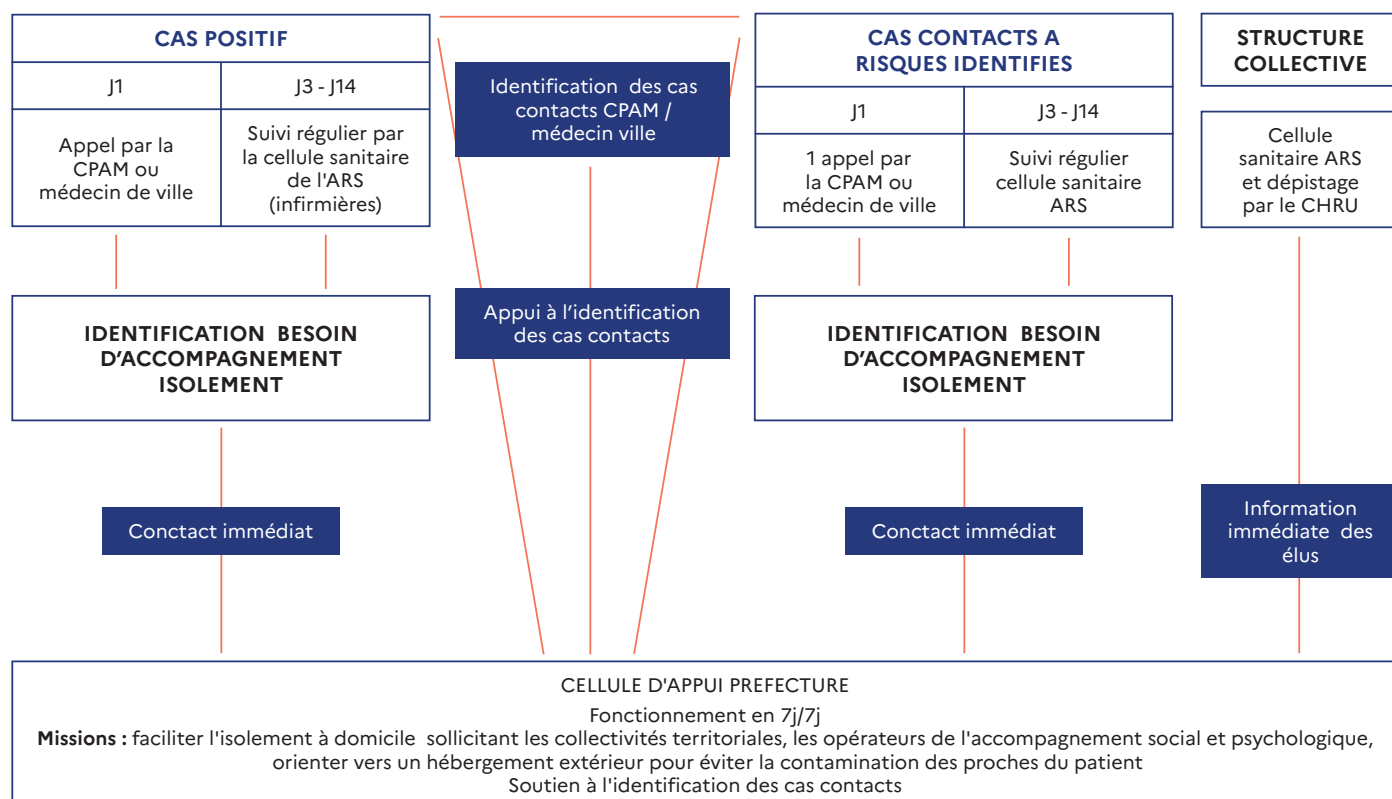 CAS POSITIF
J1
J3 - J14
Appel par la
CPAM ou
médecin de ville
Suivi régulier par
la cellule sanitaire
de l'ARS
(infirmières)
Identification des cas
contacts CPAM /
médecin ville
CAS CONTACTS A
RISQUES IDENTIFIES
J1
J3 - J14
1 appel par
la CPAM ou
médecin de ville
Suivi régulier
cellule sanitaire
ARS
STRUCTURE
COLLECTIVE
Cellule
sanitaire ARS
et dépistage
par le CHRU
IDENTIFICATION BESOIN
D’ACCOMPAGNEMENT
ISOLEMENT
Appui à l’identification
des cas contacts
IDENTIFICATION BESOIN
D’ACCOMPAGNEMENT
ISOLEMENT
Conctact immédiat
Conctact immédiat
Information
immédiate des
élus
CELLULE D'APPUI PREFECTURE
Fonctionnement en 7j/7j
Missions : faciliter l'isolement à domicile sollicitant les collectivités territoriales, les opérateurs de l'accompagnement social et psychologique,
orienter vers un hébergement extérieur pour éviter la contamination des proches du patient
Soutien à l'identification des cas contacts